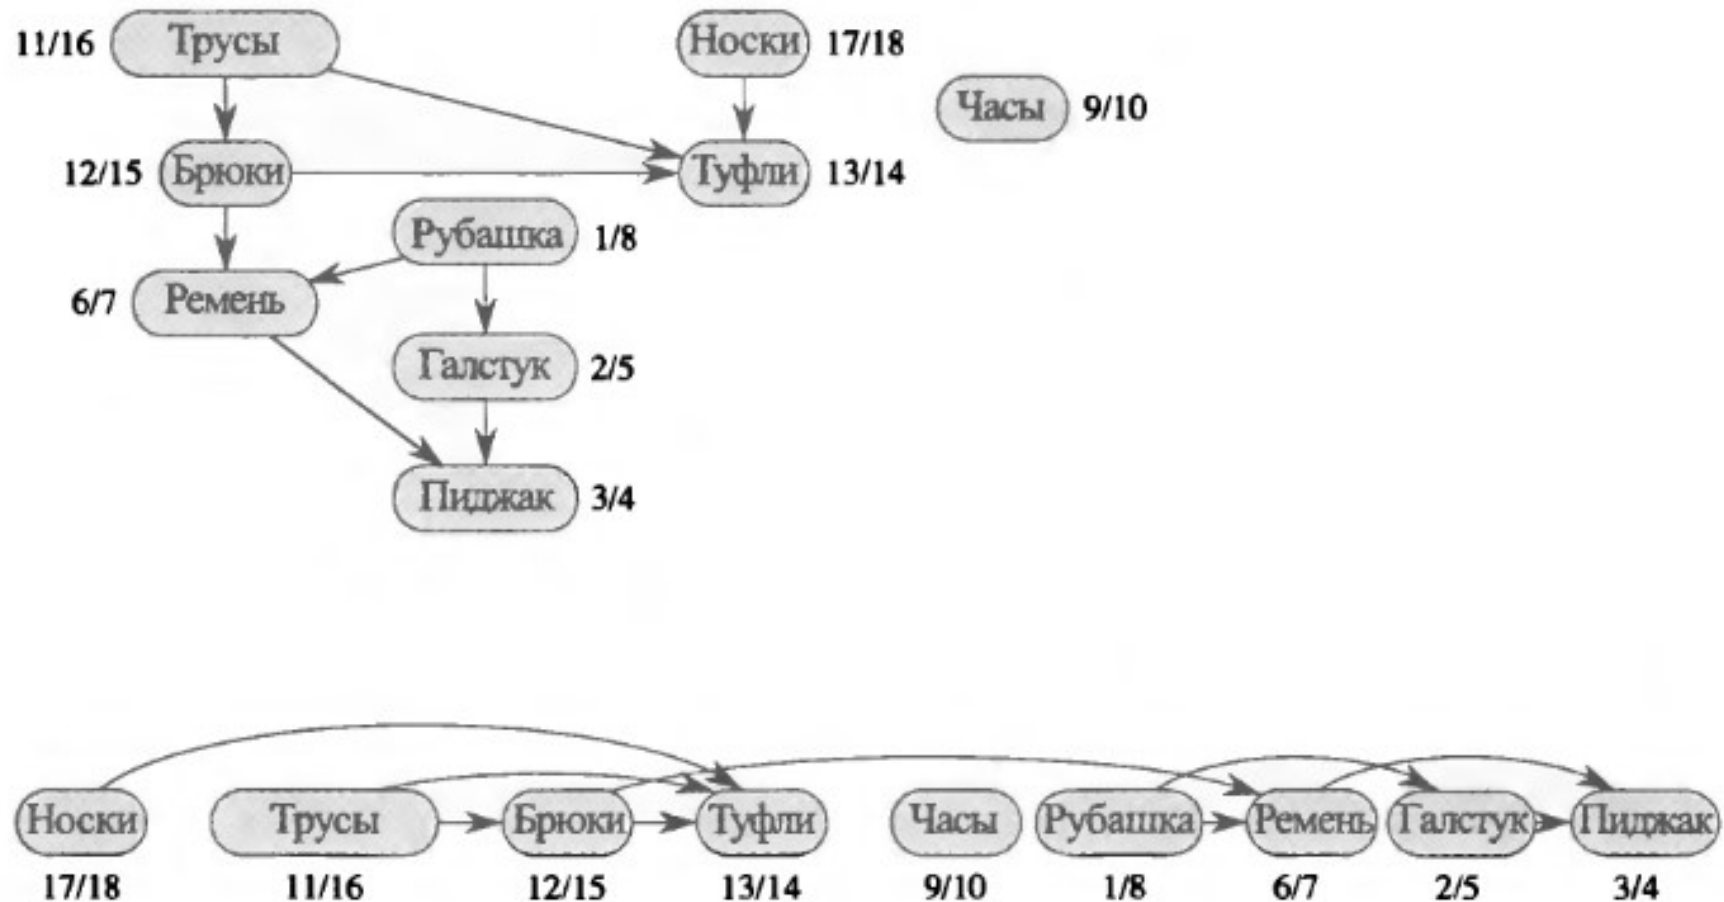 11/16 Трусы
Носки 17/18
Часы 9/10
12/15 Брюки
Туфли 13/14
Рубашка 1/8
6/7 Ремень
Галстук 2/5
Пиджак 3/4
Носки Трусы Брюки Туфли Часы Рубашка Ремень Галстук Пиджак
17/18 11/16 12/15 13/14 9/10 1/8 6/7 2/5 3/4